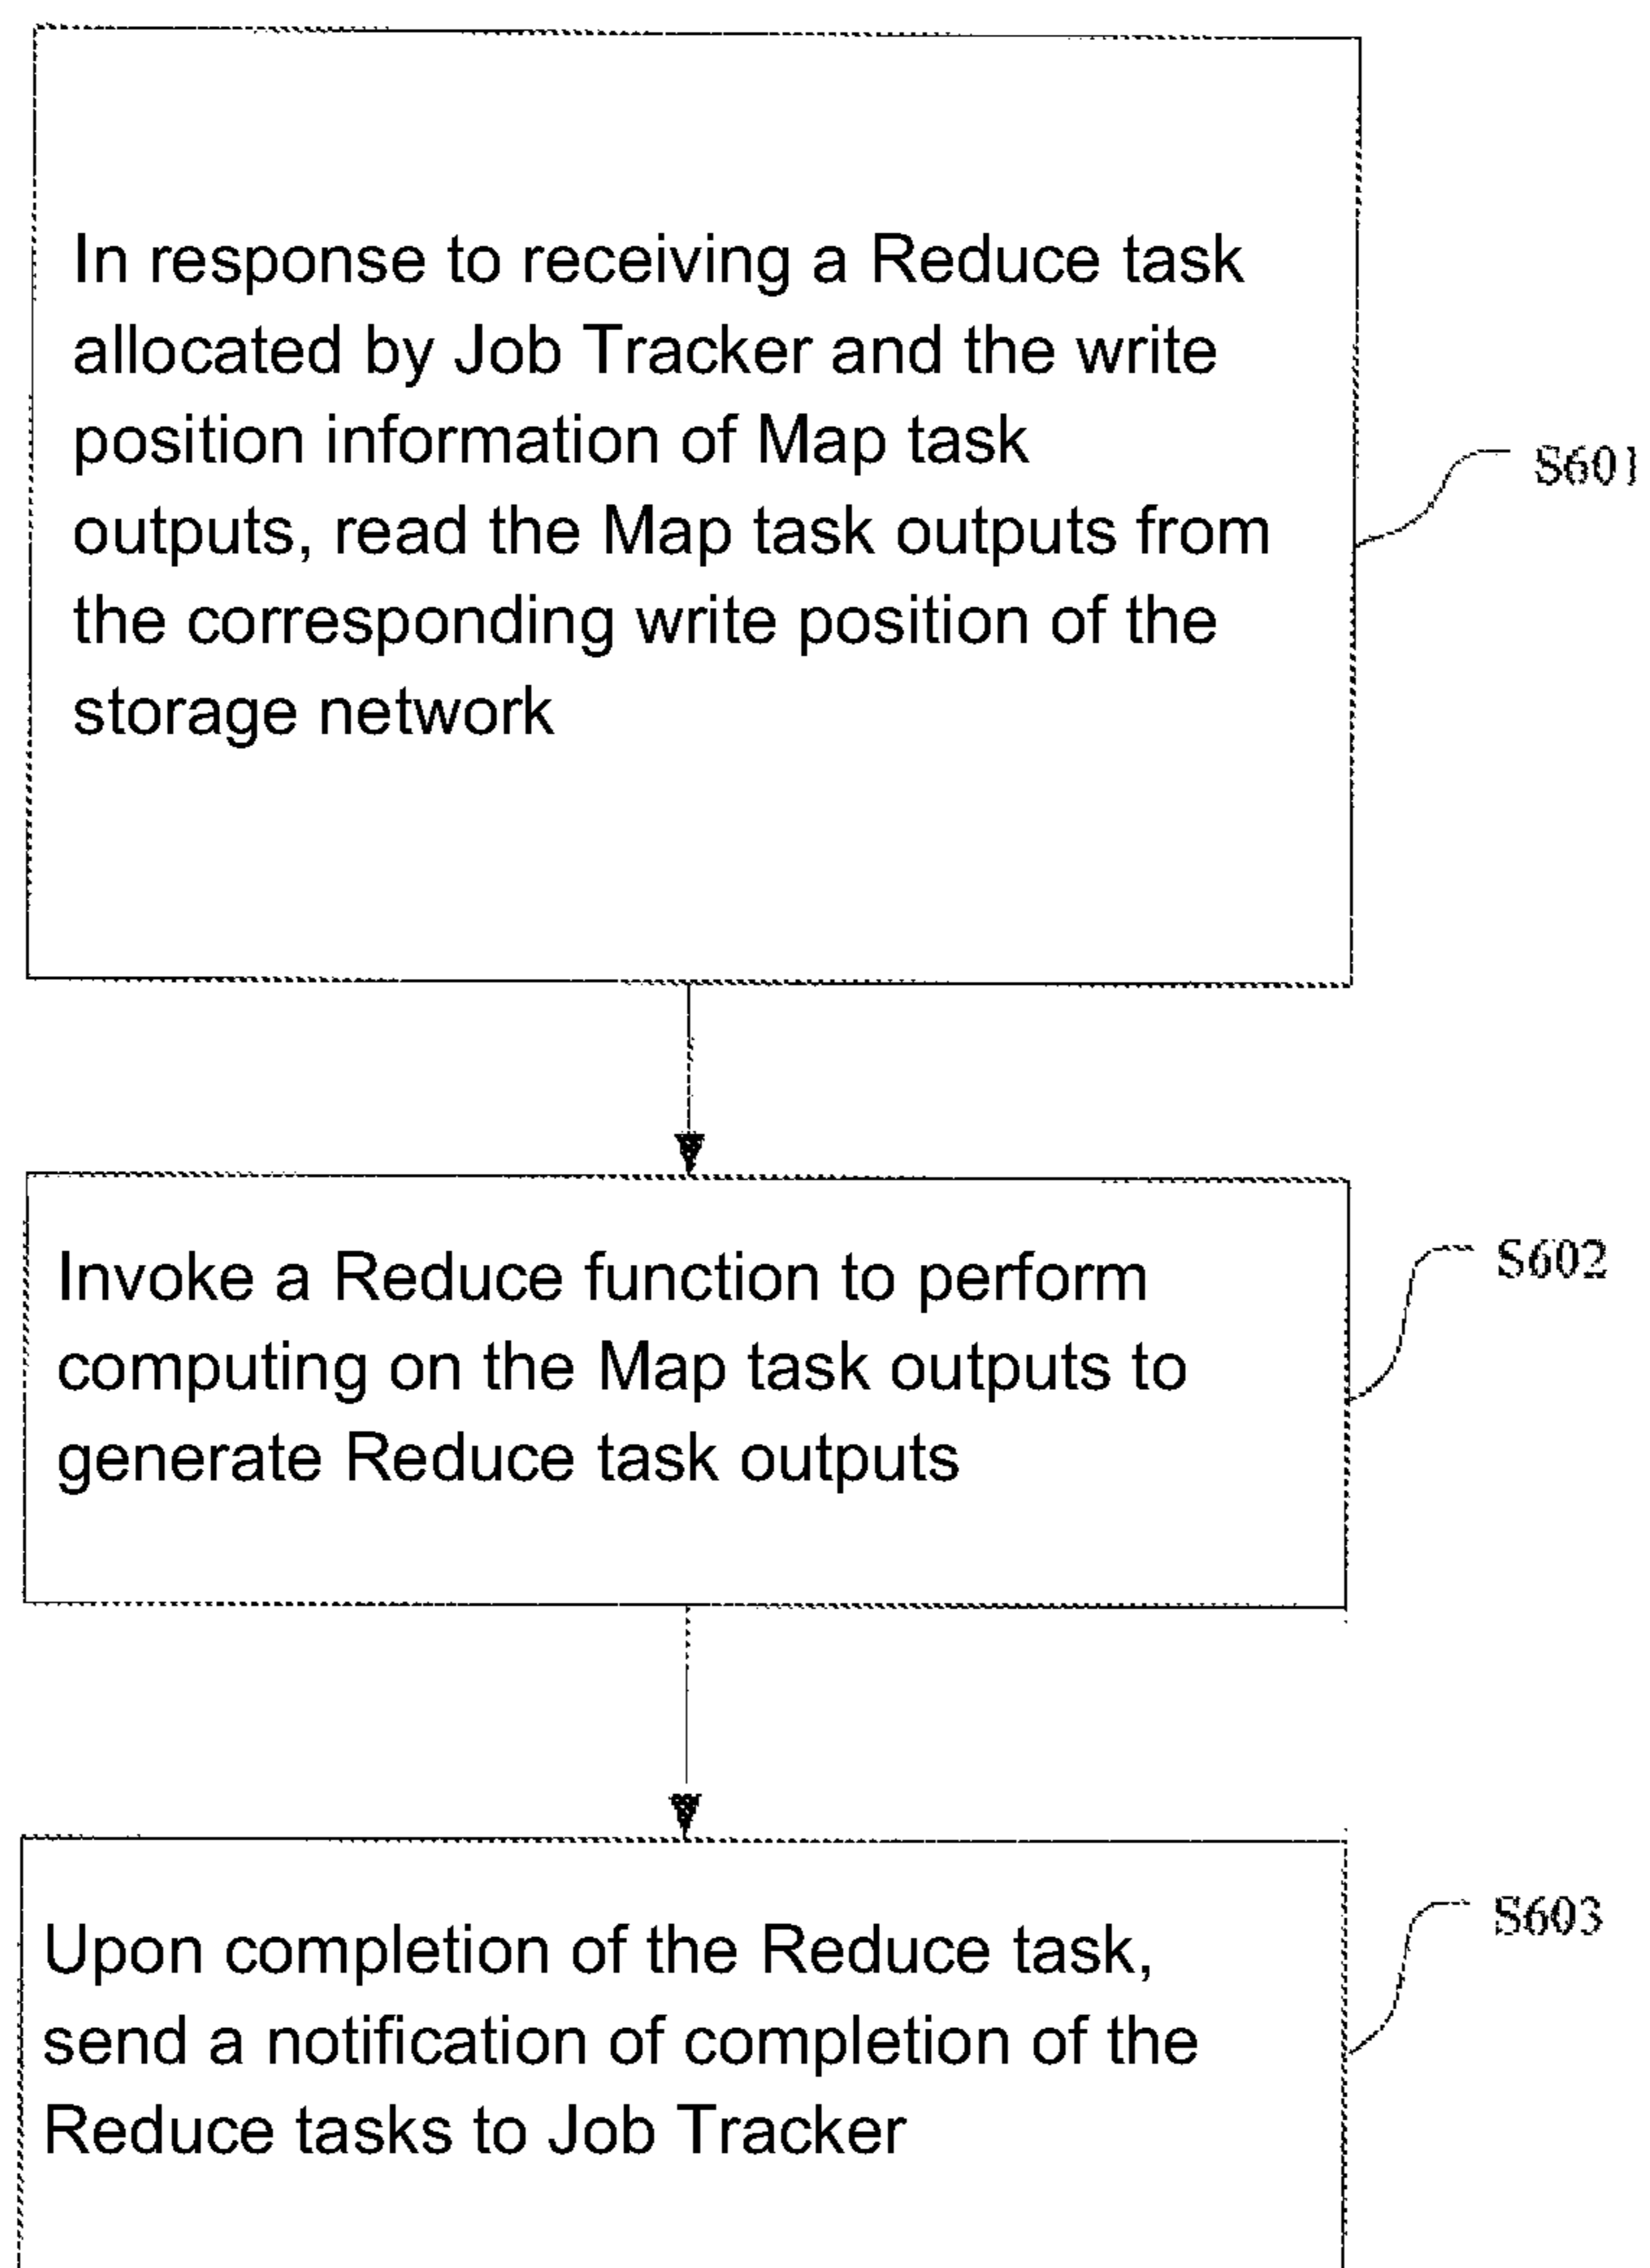 In response to receiving a Reduce task
allocated by Job Tracker and the write
position information of Map task
outputs, read the Map task outputs from
the corresponding write position of the
storage network
S601
Invoke a Reduce function to perform
computing on the Map task outputs to
generate Reduce task outputs
S602
Upon completion of the Reduce task,
send a notification of completion of the
Reduce tasks to Job Tracker
S603